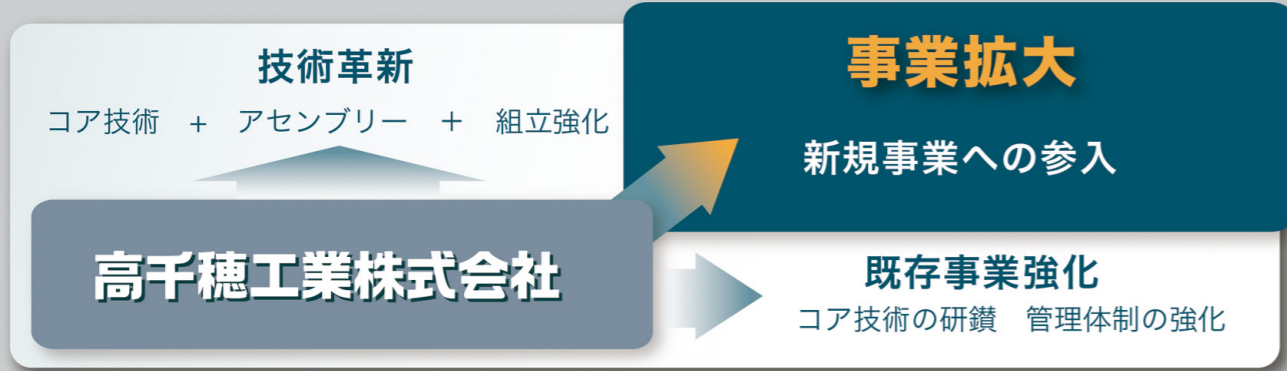 技術革新
コア技術 + アセンブリー + 組立強化
事業拡大
新規事業への参入
高千穂工業株式会社
既存事業強化
コア技術の研鑚 管理体制の強化